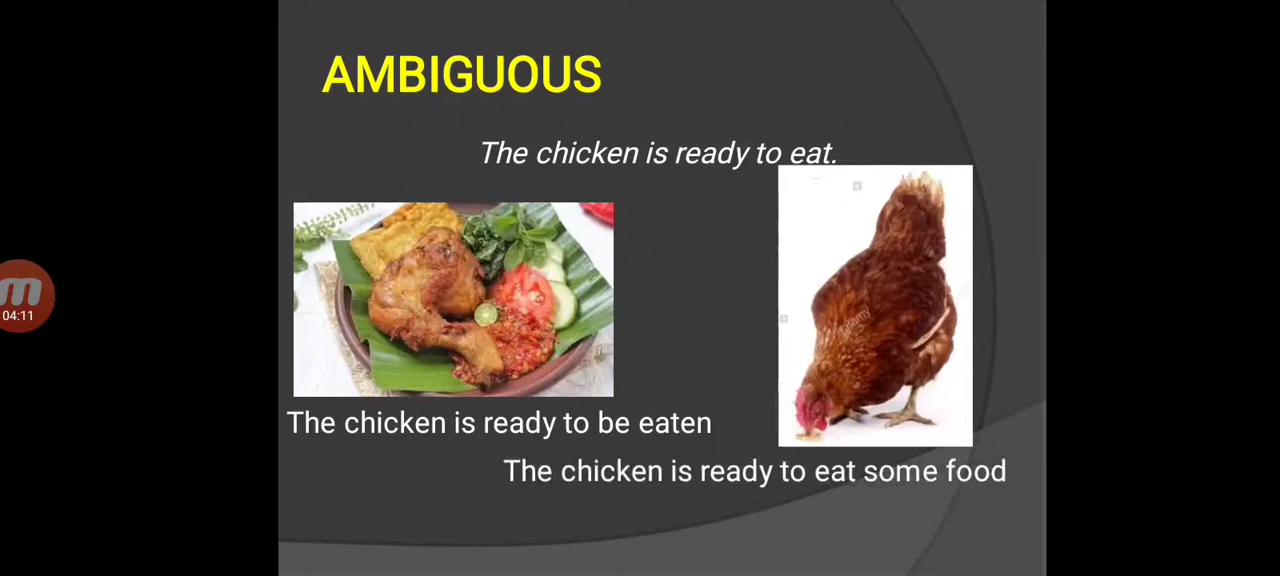 AMBIGUOUS
The chicken is ready to eat.
04:11
The chicken is ready to be eaten
The chicken is ready to eat some food